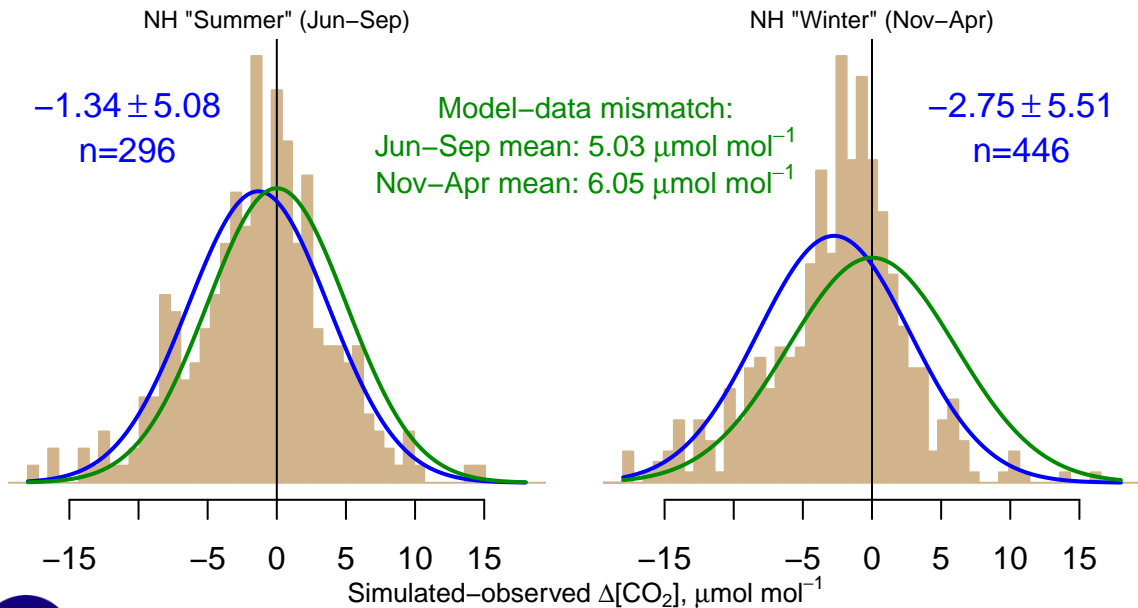 NH "Summer" (Jun−Sep)
−1.34 ± 5.08
n=296
Model−data mismatch:
Jun−Sep mean: 5.03 μmol mol⁻¹
Nov−Apr mean: 6.05 μmol mol⁻¹
NH "Winter" (Nov−Apr)
−2.75 ± 5.51
n=446
−15 −5 0 5 10 15
−15 −5 0 5 10 15
Simulated−observed Δ[CO₂], μmol mol⁻¹